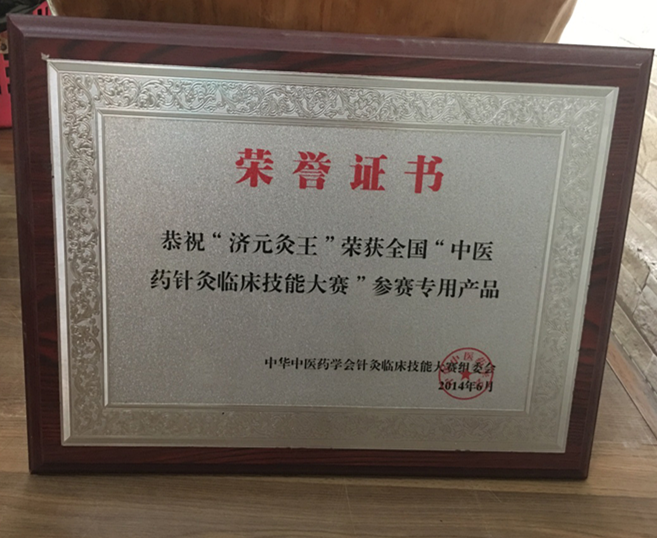 荣誉证书
恭祝“济元灸王”荣获全国“中医
药针灸临床技能大赛”参赛专用产品
中华中医药学会针灸临床技能大赛组委会
2014年6月